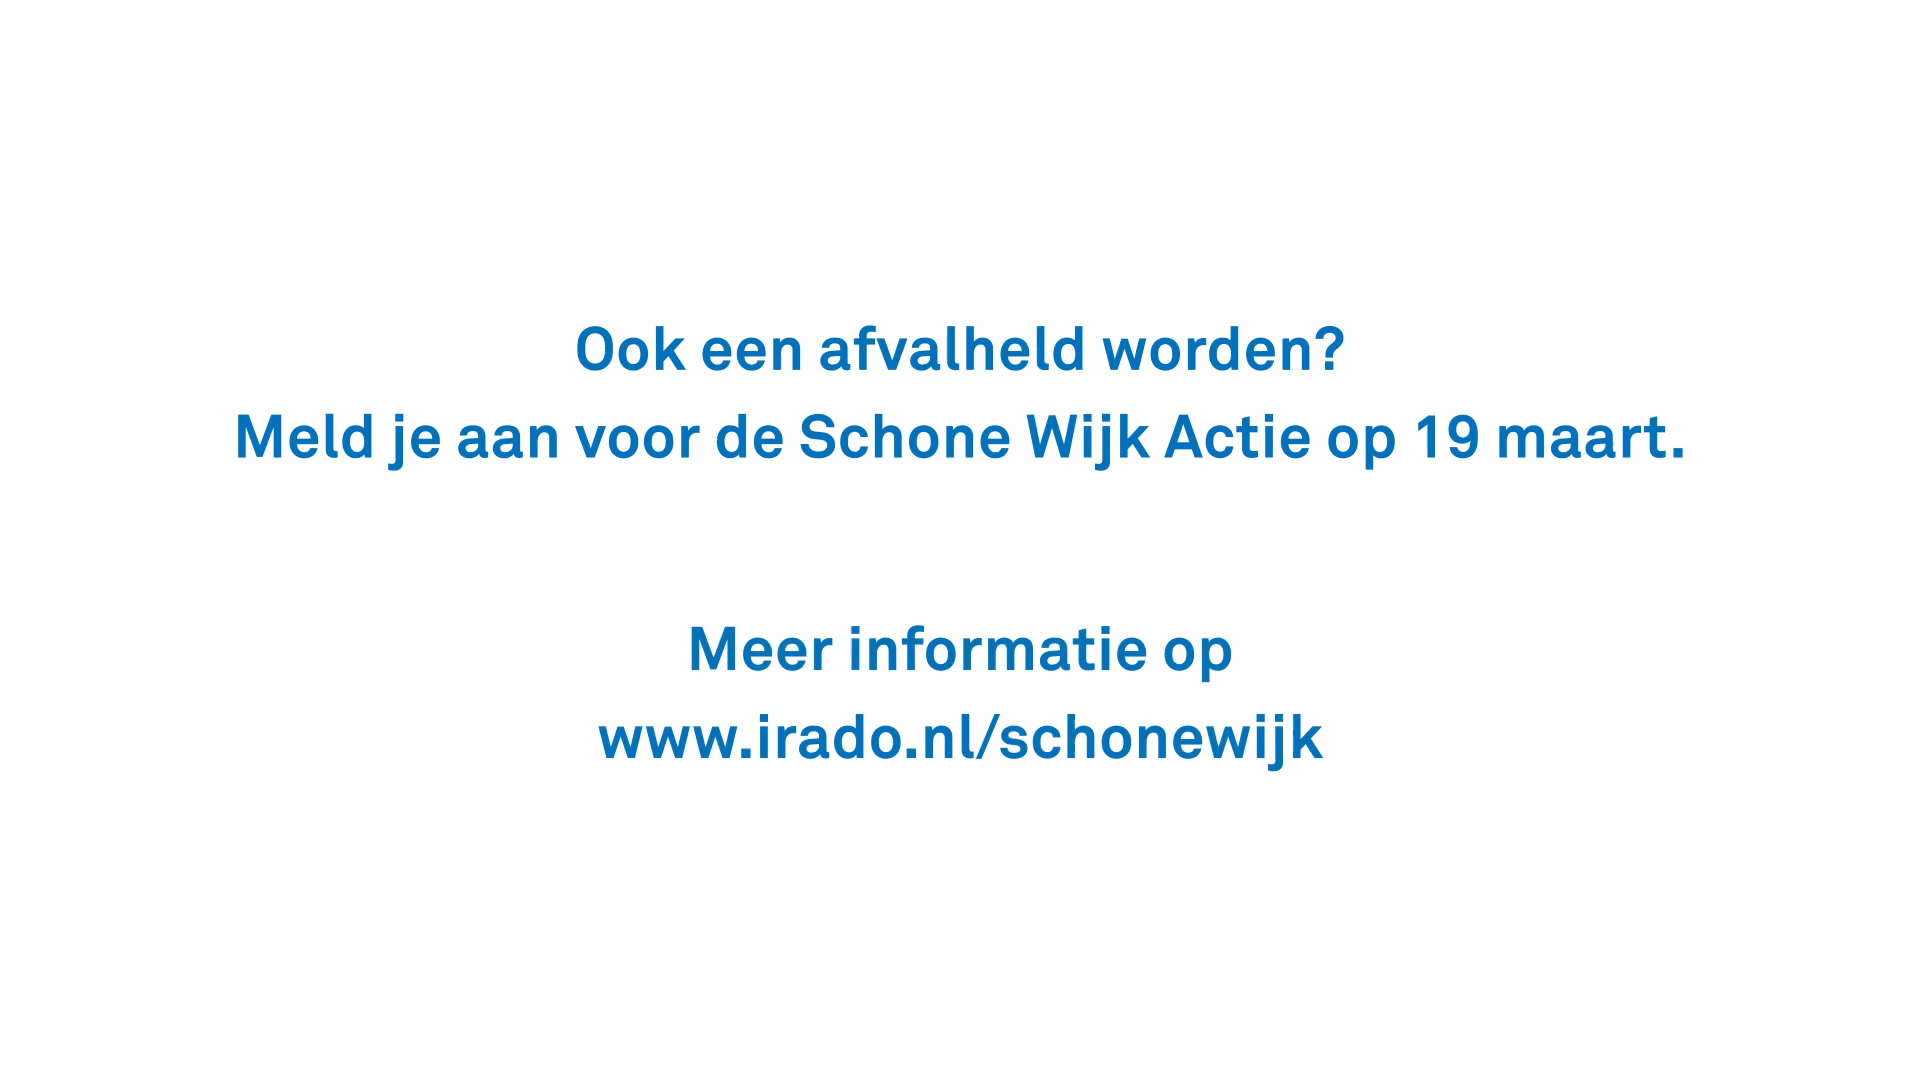 Ook een afvalheld worden?
Meld je aan voor de Schone Wijk Actie op 19 maart.
Meer informatie op
www.irado.nl/schonewijk